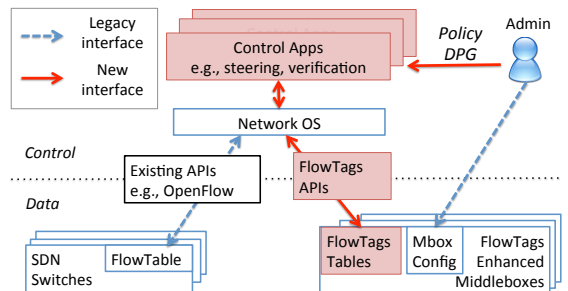 Legacy
interface
New
interface
Control Apps
e.g., steering, verification
Policy
DPG
Admin
Network OS
Control
Existing APIs
e.g., OpenFlow
FlowTags
APIs
Data
SDN
Switches
FlowTable
FlowTags
Tables
Mbox
Config
FlowTags
Enhanced
Middleboxes